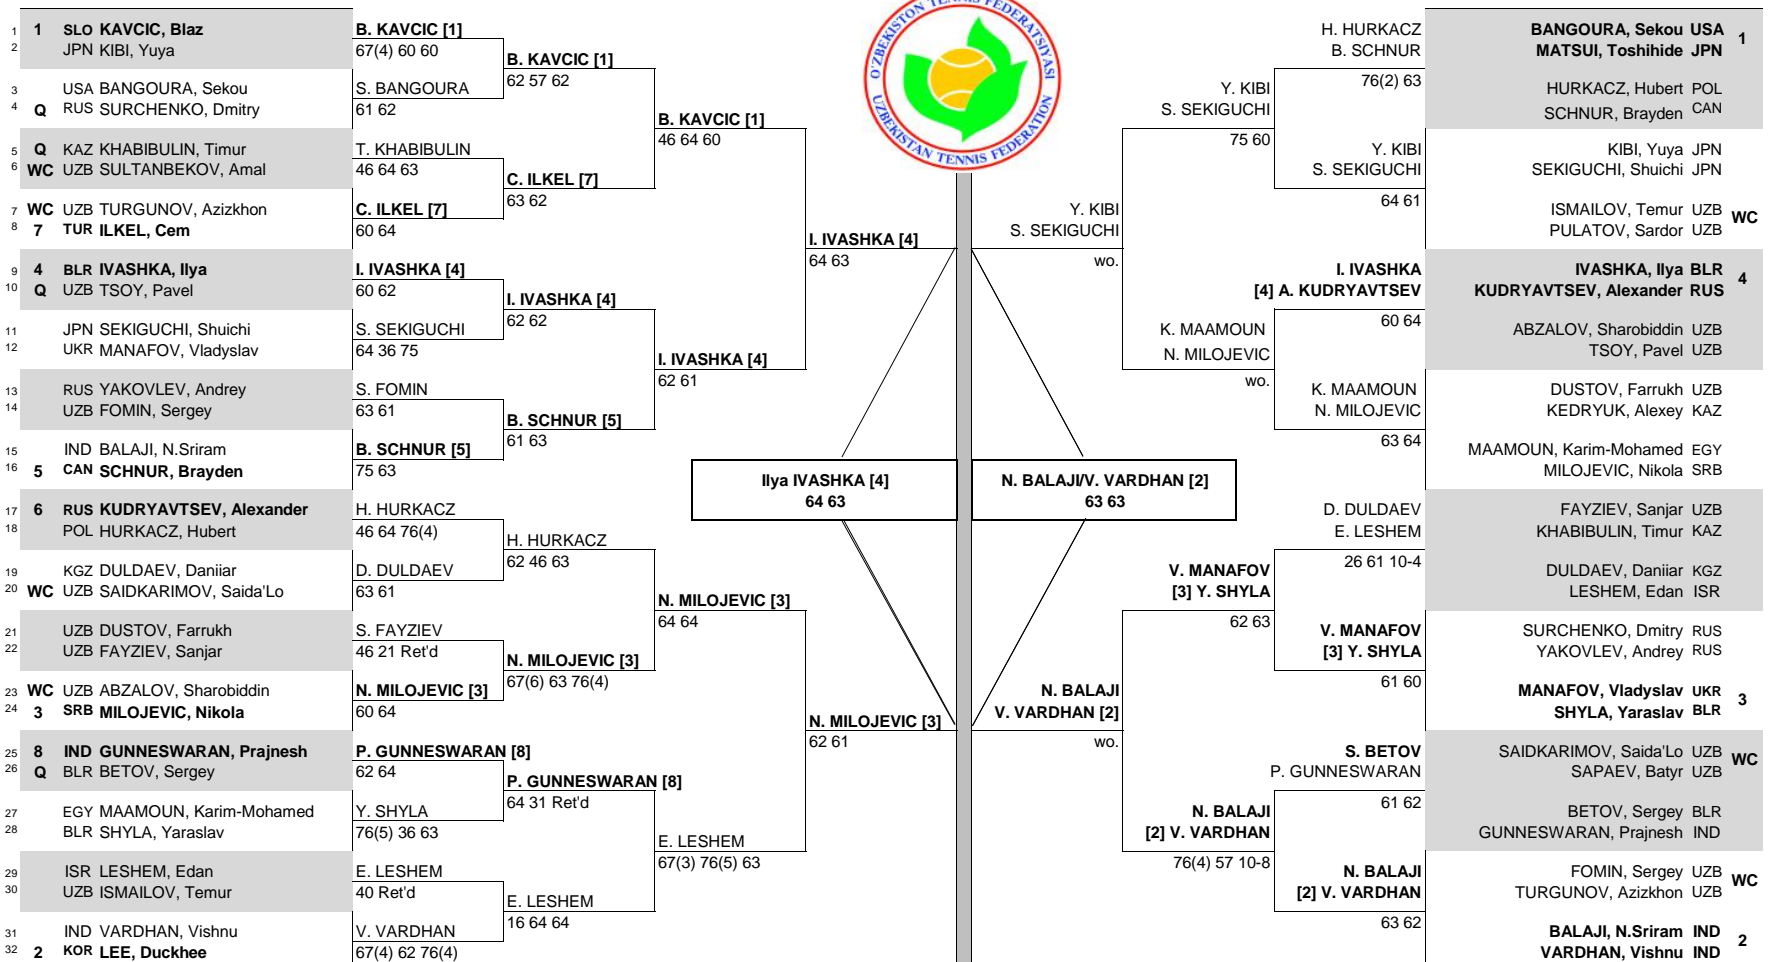 O'ZBEKISTON TENNIS FEDERATSIYASI
UZBEKISTAN TENNIS FEDERATION
1 1 SLO KAVCIC, Blaz
2 JPN KIBI, Yuya
3 USA BANGOURA, Sekou
4 Q RUS SURCHENKO, Dmitry
5 Q KAZ KHABIBULIN, Timur
6 WC UZB SULTANBEKOV, Amal
7 WC UZB TURGUNOV, Azizkhon
8 7 TUR ILKEL, Cem
9 4 BLR IVASHKA, Ilya
10 Q UZB TSOY, Pavel
11 JPN SEKIGUCHI, Shuichi
12 UKR MANAFOV, Vladyslav
13 RUS YAKOVLEV, Andrey
14 UZB FOMIN, Sergey
15 IND BALAJI, N.Sriram
16 5 CAN SCHNUR, Brayden
17 6 RUS KUDRYAVTSEV, Alexander
18 POL HURKACZ, Hubert
19 KGZ DULDAEV, Daniiar
20 WC UZB SAIDKARIMOV, Saida'Lo
21 UZB DUSTOV, Farrukh
22 UZB FAYZIEV, Sanjar
23 WC UZB ABZALOV, Sharobiddin
24 3 SRB MILOJEVIC, Nikola
25 8 IND GUNNESWARAN, Prajnesh
26 Q BLR BETOV, Sergey
27 EGY MAAMOUN, Karim-Mohamed
28 BLR SHYLA, Yaraslav
29 ISR LESHEM, Edan
30 UZB ISMAILOV, Temur
31 IND VARDHAN, Vishnu
32 2 KOR LEE, Duckhee
B. KAVCIC [1]
67(4) 60 60
S. BANGOURA
61 62
T. KHABIBULIN
46 64 63
C. ILKEL [7]
60 64
I. IVASHKA [4]
60 62
S. SEKIGUCHI
64 36 75
S. FOMIN
63 61
B. SCHNUR [5]
75 63
H. HURKACZ
46 64 76(4)
D. DULDAEV
63 61
S. FAYZIEV
46 21 Ret'd
N. MILOJEVIC [3]
60 64
P. GUNNESWARAN [8]
62 64
Y. SHYLA
76(5) 36 63
E. LESHEM
40 Ret'd
V. VARDHAN
67(4) 62 76(4)
B. KAVCIC [1]
62 57 62
C. ILKEL [7]
63 62
I. IVASHKA [4]
62 62
B. SCHNUR [5]
61 63
H. HURKACZ
62 46 63
N. MILOJEVIC [3]
67(6) 63 76(4)
P. GUNNESWARAN [8]
64 31 Ret'd
E. LESHEM
16 64 64
B. KAVCIC [1]
46 64 60
I. IVASHKA [4]
62 61
N. MILOJEVIC [3]
64 64
E. LESHEM
67(3) 76(5) 63
I. IVASHKA [4]
64 63
N. MILOJEVIC [3]
62 61
Ilya IVASHKA [4]
64 63
N. BALAJI/V. VARDHAN [2]
63 63
Y. KIBI
S. SEKIGUCHI
wo.
N. BALAJI
V. VARDHAN [2]
wo.
Y. KIBI
S. SEKIGUCHI
75 60
K. MAAMOUN
N. MILOJEVIC
wo.
V. MANAFOV
[3] Y. SHYLA
62 63
N. BALAJI
[2] V. VARDHAN
76(4) 57 10-8
H. HURKACZ
B. SCHNUR
76(2) 63
Y. KIBI
S. SEKIGUCHI
64 61
I. IVASHKA
[4] A. KUDRYAVTSEV
60 64
K. MAAMOUN
N. MILOJEVIC
63 64
D. DULDAEV
E. LESHEM
26 61 10-4
V. MANAFOV
[3] Y. SHYLA
61 60
S. BETOV
P. GUNNESWARAN
61 62
N. BALAJI
[2] V. VARDHAN
63 62
BANGOURA, Sekou USA 1
MATSUI, Toshihide JPN
HURKACZ, Hubert POL
SCHNUR, Brayden CAN
KIBI, Yuya JPN
SEKIGUCHI, Shuichi JPN
ISMAILOV, Temur UZB WC
PULATOV, Sardor UZB
IVASHKA, Ilya BLR 4
KUDRYAVTSEV, Alexander RUS
ABZALOV, Sharobiddin UZB
TSOY, Pavel UZB
DUSTOV, Farrukh UZB
KEDRYUK, Alexey KAZ
MAAMOUN, Karim-Mohamed EGY
MILOJEVIC, Nikola SRB
FAYZIEV, Sanjar UZB
KHABIBULIN, Timur KAZ
DULDAEV, Daniiar KGZ
LESHEM, Edan ISR
SURCHENKO, Dmitry RUS
YAKOVLEV, Andrey RUS
MANAFOV, Vladyslav UKR 3
SHYLA, Yaraslav BLR
SAIDKARIMOV, Saida'Lo UZB WC
SAPAEV, Batyr UZB
BETOV, Sergey BLR
GUNNESWARAN, Prajnesh IND
FOMIN, Sergey UZB WC
TURGUNOV, Azizkhon UZB
BALAJI, N.Sriram IND 2
VARDHAN, Vishnu IND